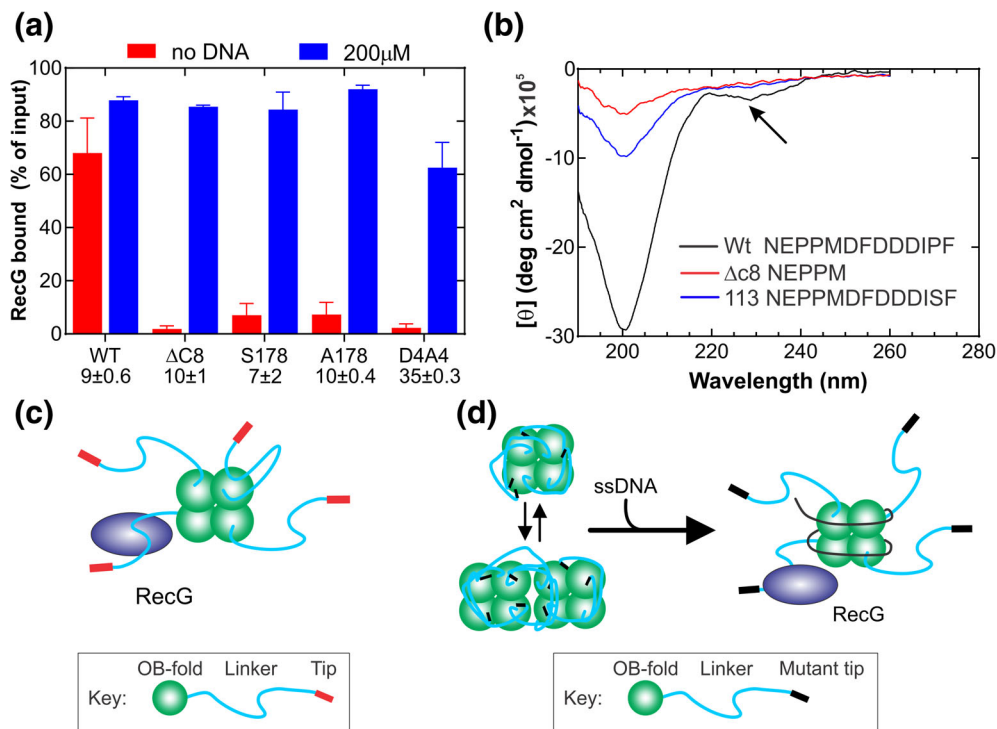 (a)
no DNA 200μM
RecG bound (% of input)
100
80
60
40
20
0
WT ΔC8 S178 A178 D4A4
9±0.6 10±1 7±2 10±0.4 35±0.3
(b)
[θ] (deg cm² dmol⁻¹) x10⁵
0
-10
-20
-30
Wt NEPPMDFDDDIPF
Δc8 NEPPM
113 NEPPMDFDDDISF
200 220 240 260 280
Wavelength (nm)
(c)
RecG
OB-fold Linker Tip
Key:
(d)
ssDNA
RecG
OB-fold Linker Mutant tip
Key: